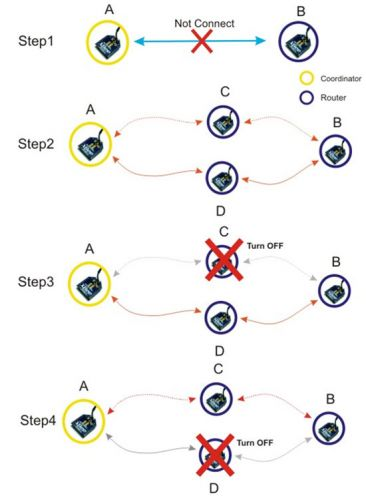 A
B
Not Connect
Step1
Coordinator
Router
C
A
B
Step2
D
C
Turn OFF
A
B
Step3
D
C
A
B
Step4
Turn OFF
D